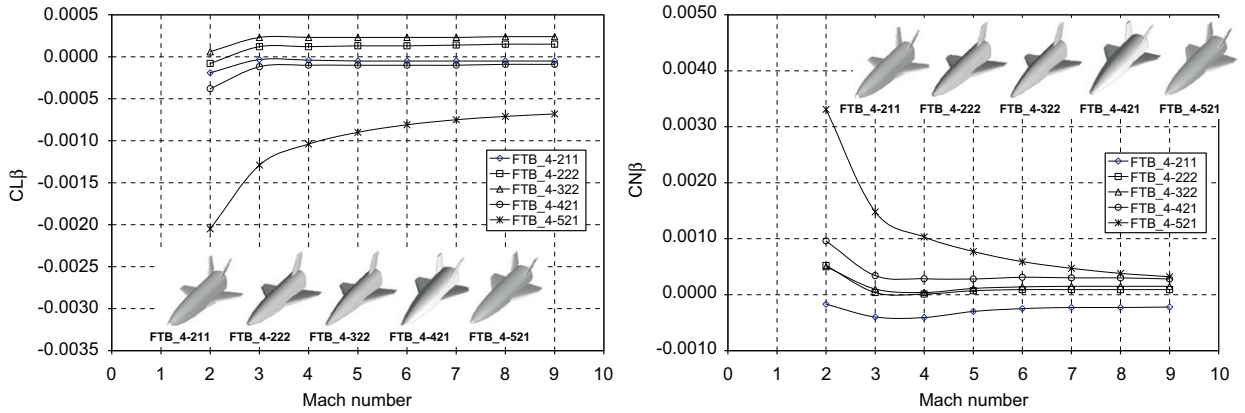 0.0005
0.0000
-0.0005
-0.0010
-0.0015
-0.0020
-0.0025
-0.0030
-0.0035
CLβ
FTB_4-211
FTB_4-222
FTB_4-322
FTB_4-421
FTB_4-521
FTB_4-211 FTB_4-222 FTB_4-322 FTB_4-421 FTB_4-521
0 1 2 3 4 5 6 7 8 9 10
Mach number
0.0050
0.0040
0.0030
0.0020
0.0010
0.0000
-0.0010
CNβ
FTB_4-211 FTB_4-222 FTB_4-322 FTB_4-421 FTB_4-521
FTB_4-211
FTB_4-222
FTB_4-322
FTB_4-421
FTB_4-521
0 1 2 3 4 5 6 7 8 9 10
Mach number